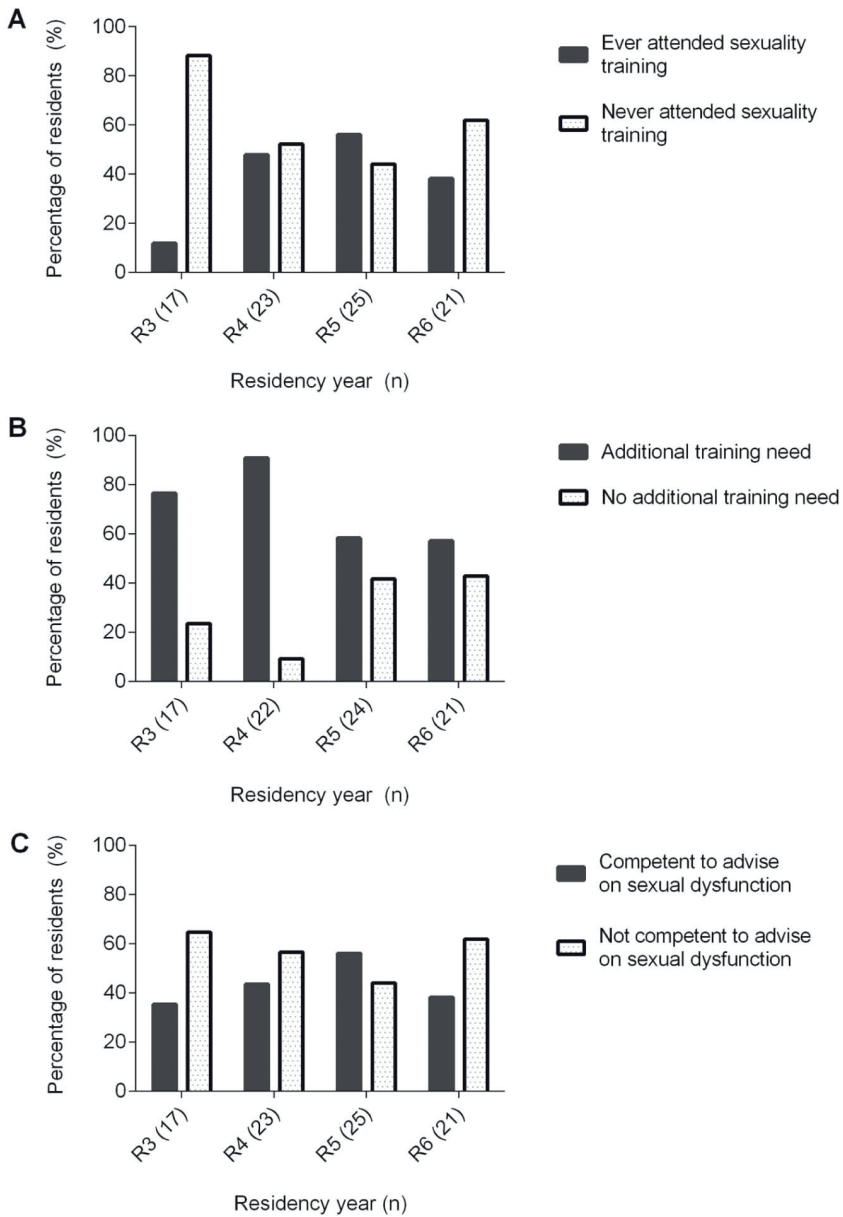 A
Percentage of residents (%)
100
80
60
40
20
0
R3 (17)
R4 (23)
R5 (25)
R6 (21)
Residency year (n)
Ever attended sexuality
training
Never attended sexuality
training
B
Percentage of residents (%)
100
80
60
40
20
0
R3 (17)
R4 (22)
R5 (24)
R6 (21)
Residency year (n)
Additional training need
No additional training need
C
Percentage of residents (%)
100
80
60
40
20
0
R3 (17)
R4 (23)
R5 (25)
R6 (21)
Residency year (n)
Competent to advise
on sexual dysfunction
Not competent to advise
on sexual dysfunction